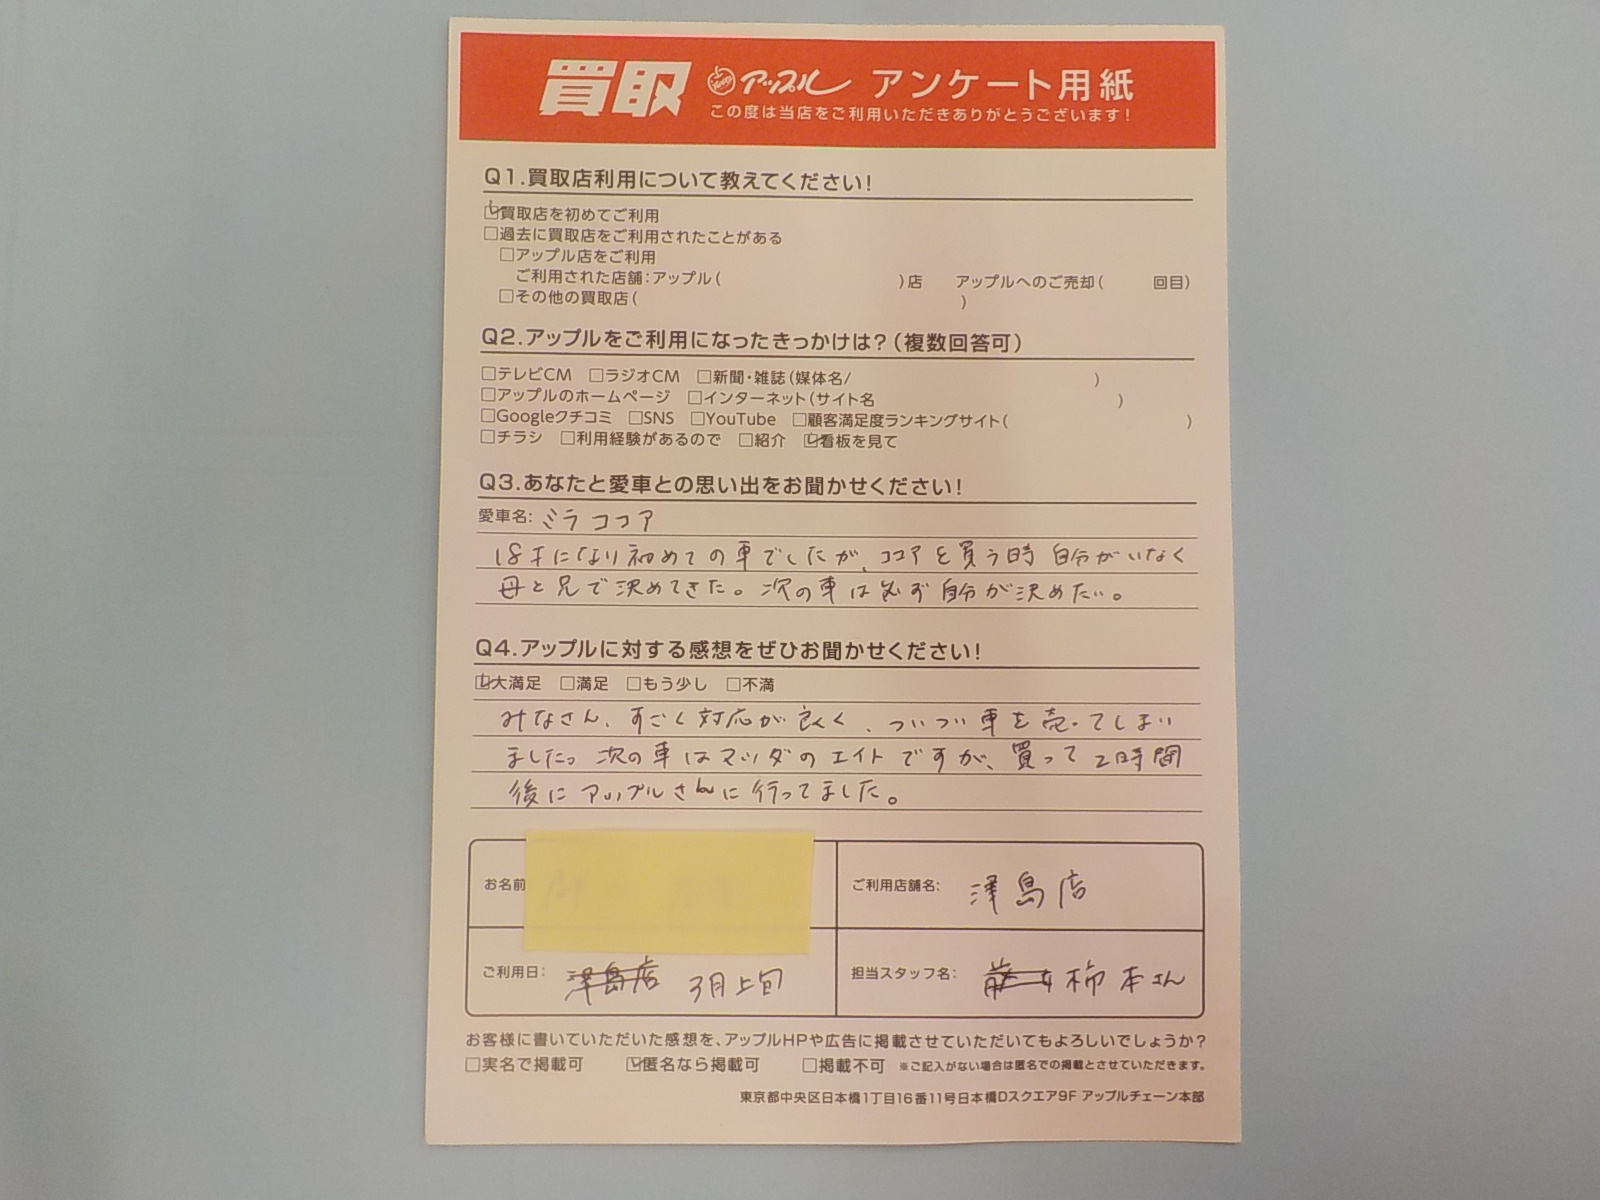 買取 アップル アンケート用紙
この度は当店をご利用いただきありがとうございます!
Q1.買取店利用について教えてください!
□買取店を初めてご利用
□過去に買取店をご利用されたことがある
□アップル店をご利用
ご利用された店舗:アップル( )店 アップルへのご売却( 回目)
□その他の買取店( )
Q2.アップルをご利用になったきっかけは?(複数回答可)
□テレビCM □ラジオCM □新聞・雑誌(媒体名/ )
□アップルのホームページ □インターネット(サイト名 )
□Googleクチコミ □SNS □YouTube □顧客満足度ランキングサイト( )
□チラシ □利用経験があるので □紹介 □看板を見て
Q3.あなたと愛車との思い出をお聞かせください!
愛車名: ミラココア
18才になり初めての車でしたが、ココアを買う時自分がいなく
母と兄で決めてきた。次の車は必ず自分が決めたい。
Q4.アップルに対する感想をぜひお聞かせください!
□大満足 □満足 □もう少し □不満
みなさん、すごく対応が良くく、ついつい車を売ってしまい
ました。次の車はマツダのエイトですが、買って2時間
後にアップルさんに行ってました。
お名前
ご利用店舗名: 津島店
ご利用日: 津島店 3月上旬
担当スタッフ名: 柿本さん
お客様に書いていただいた感想を、アップルHPや広告に掲載させていただいてもよろしいでしょうか?
□実名で掲載可 □匿名なら掲載可 □掲載不可 ※ご記入がない場合は匿名での掲載とさせていただきます。
東京都中央区日本橋1丁目16番11号日本橋Dスクエア9F アップルチェーン本部